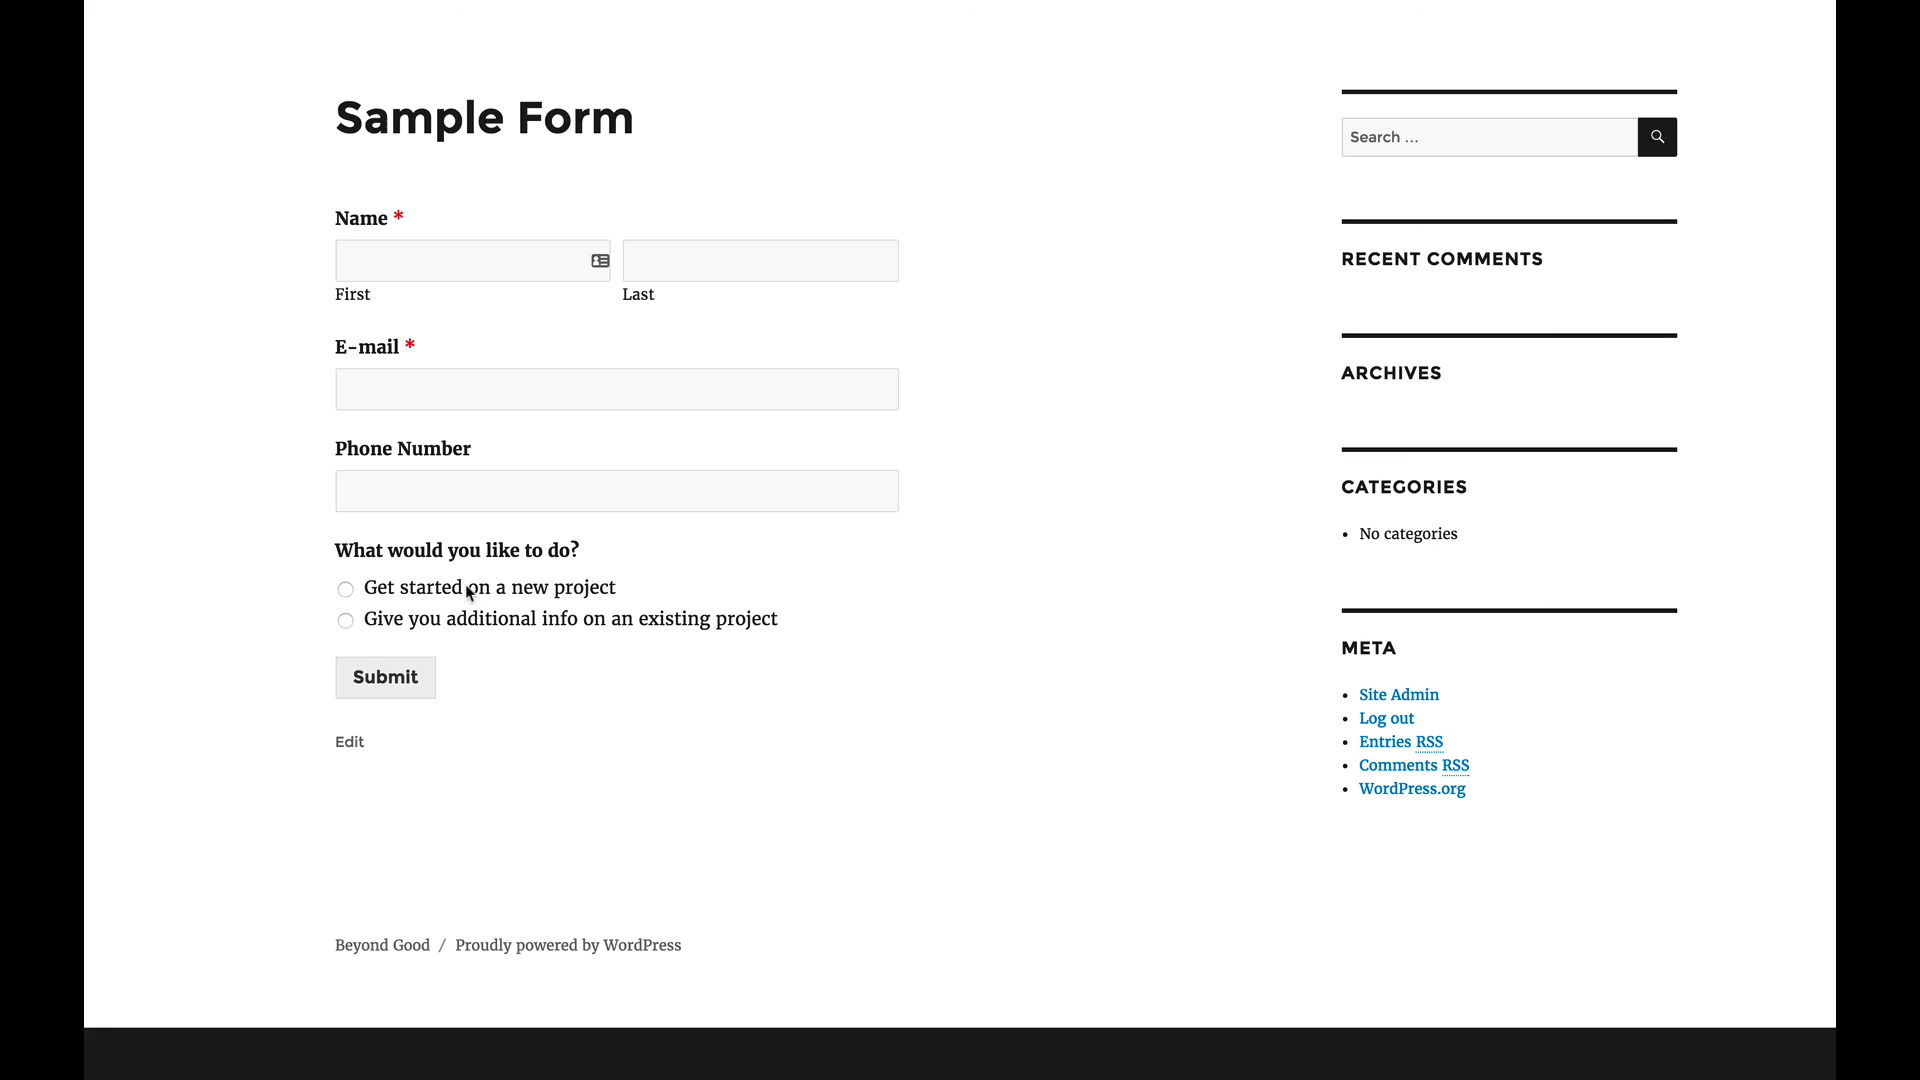 Sample Form
Name *
First
Last
E-mail *
Phone Number
What would you like to do?
Get started on a new project
Give you additional info on an existing project
Submit
Edit
Search ...
RECENT COMMENTS
ARCHIVES
CATEGORIES
No categories
META
Site Admin
Log out
Entries RSS
Comments RSS
WordPress.org
Beyond Good / Proudly powered by WordPress